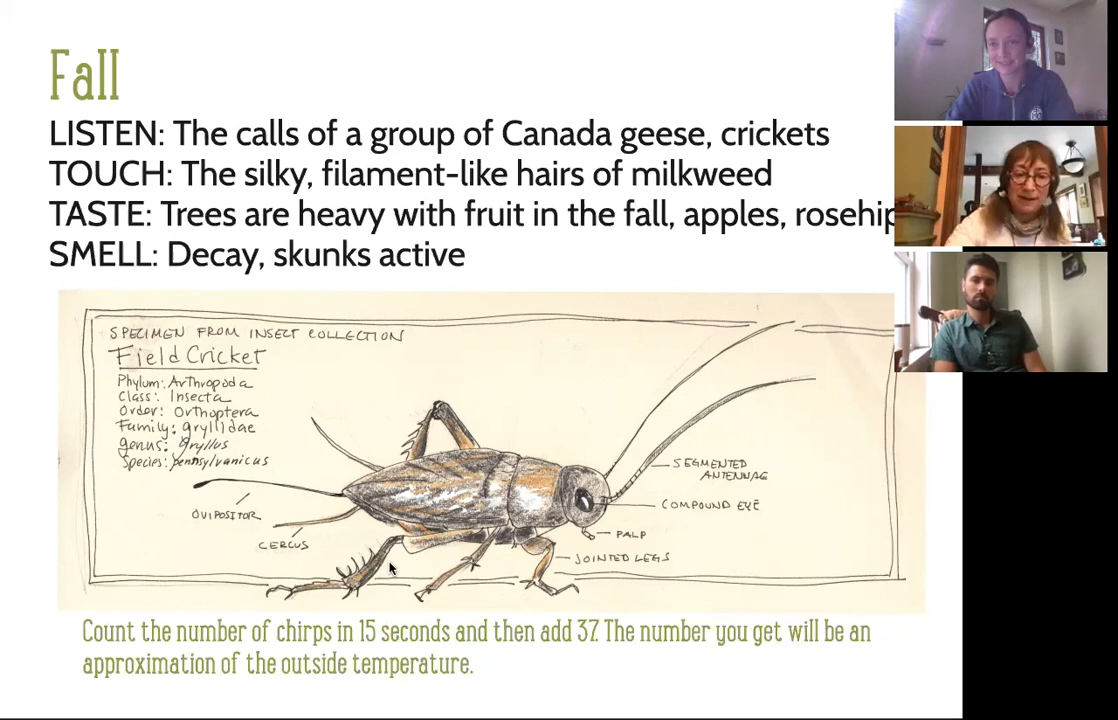 Fall
LISTEN: The calls of a group of Canada geese, crickets
TOUCH: The silky, filament-like hairs of milkweed
TASTE: Trees are heavy with fruit in the fall, apples, rosehip
SMELL: Decay, skunks active
SPECIMEN FROM INSECT COLLECTION
Field Cricket
Phylum: Arthropoda
Class: Insecta
Order: Orthoptera
Family: gryllidae
genus: gryllus
Species: pennsylvanicus
SEGMENTED
ANTENNAE
COMPOUND EYE
OVIPOSITOR
PALP
CERCUS
JOINTED LEGS
Count the number of chirps in 15 seconds and then add 37. The number you get will be an
approximation of the outside temperature.